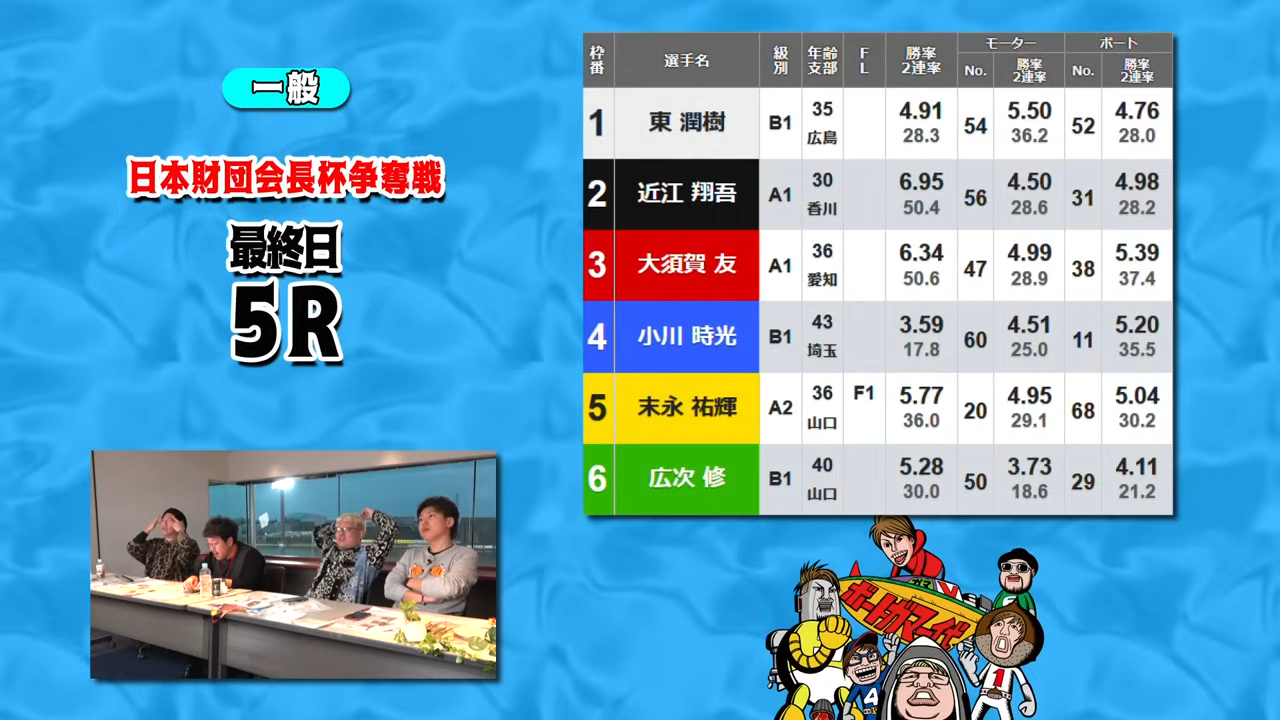 一般
日本財団会長杯争奪戦
最終日
5R
枠番 選手名 級別 年齢支部 FL 勝率2連率 モーター ボート
No. 勝率2連率 No. 勝率2連率
1 東 潤樹 B1 35 4.91 5.50 4.76
広島 28.3 54 36.2 52 28.0
2 近江 翔吾 A1 30 6.95 4.50 4.98
香川 50.4 56 28.6 31 28.2
3 大須賀 友 A1 36 6.34 4.99 5.39
愛知 50.6 47 28.9 38 37.4
4 小川 時光 B1 43 3.59 4.51 5.20
埼玉 17.8 60 25.0 11 35.5
5 末永 祐輝 A2 36 F1 5.77 4.95 5.04
山口 36.0 20 29.1 68 30.2
6 広次 修 B1 40 5.28 3.73 4.11
山口 30.0 50 18.6 29 21.2
ボートガマーイ代
1
4